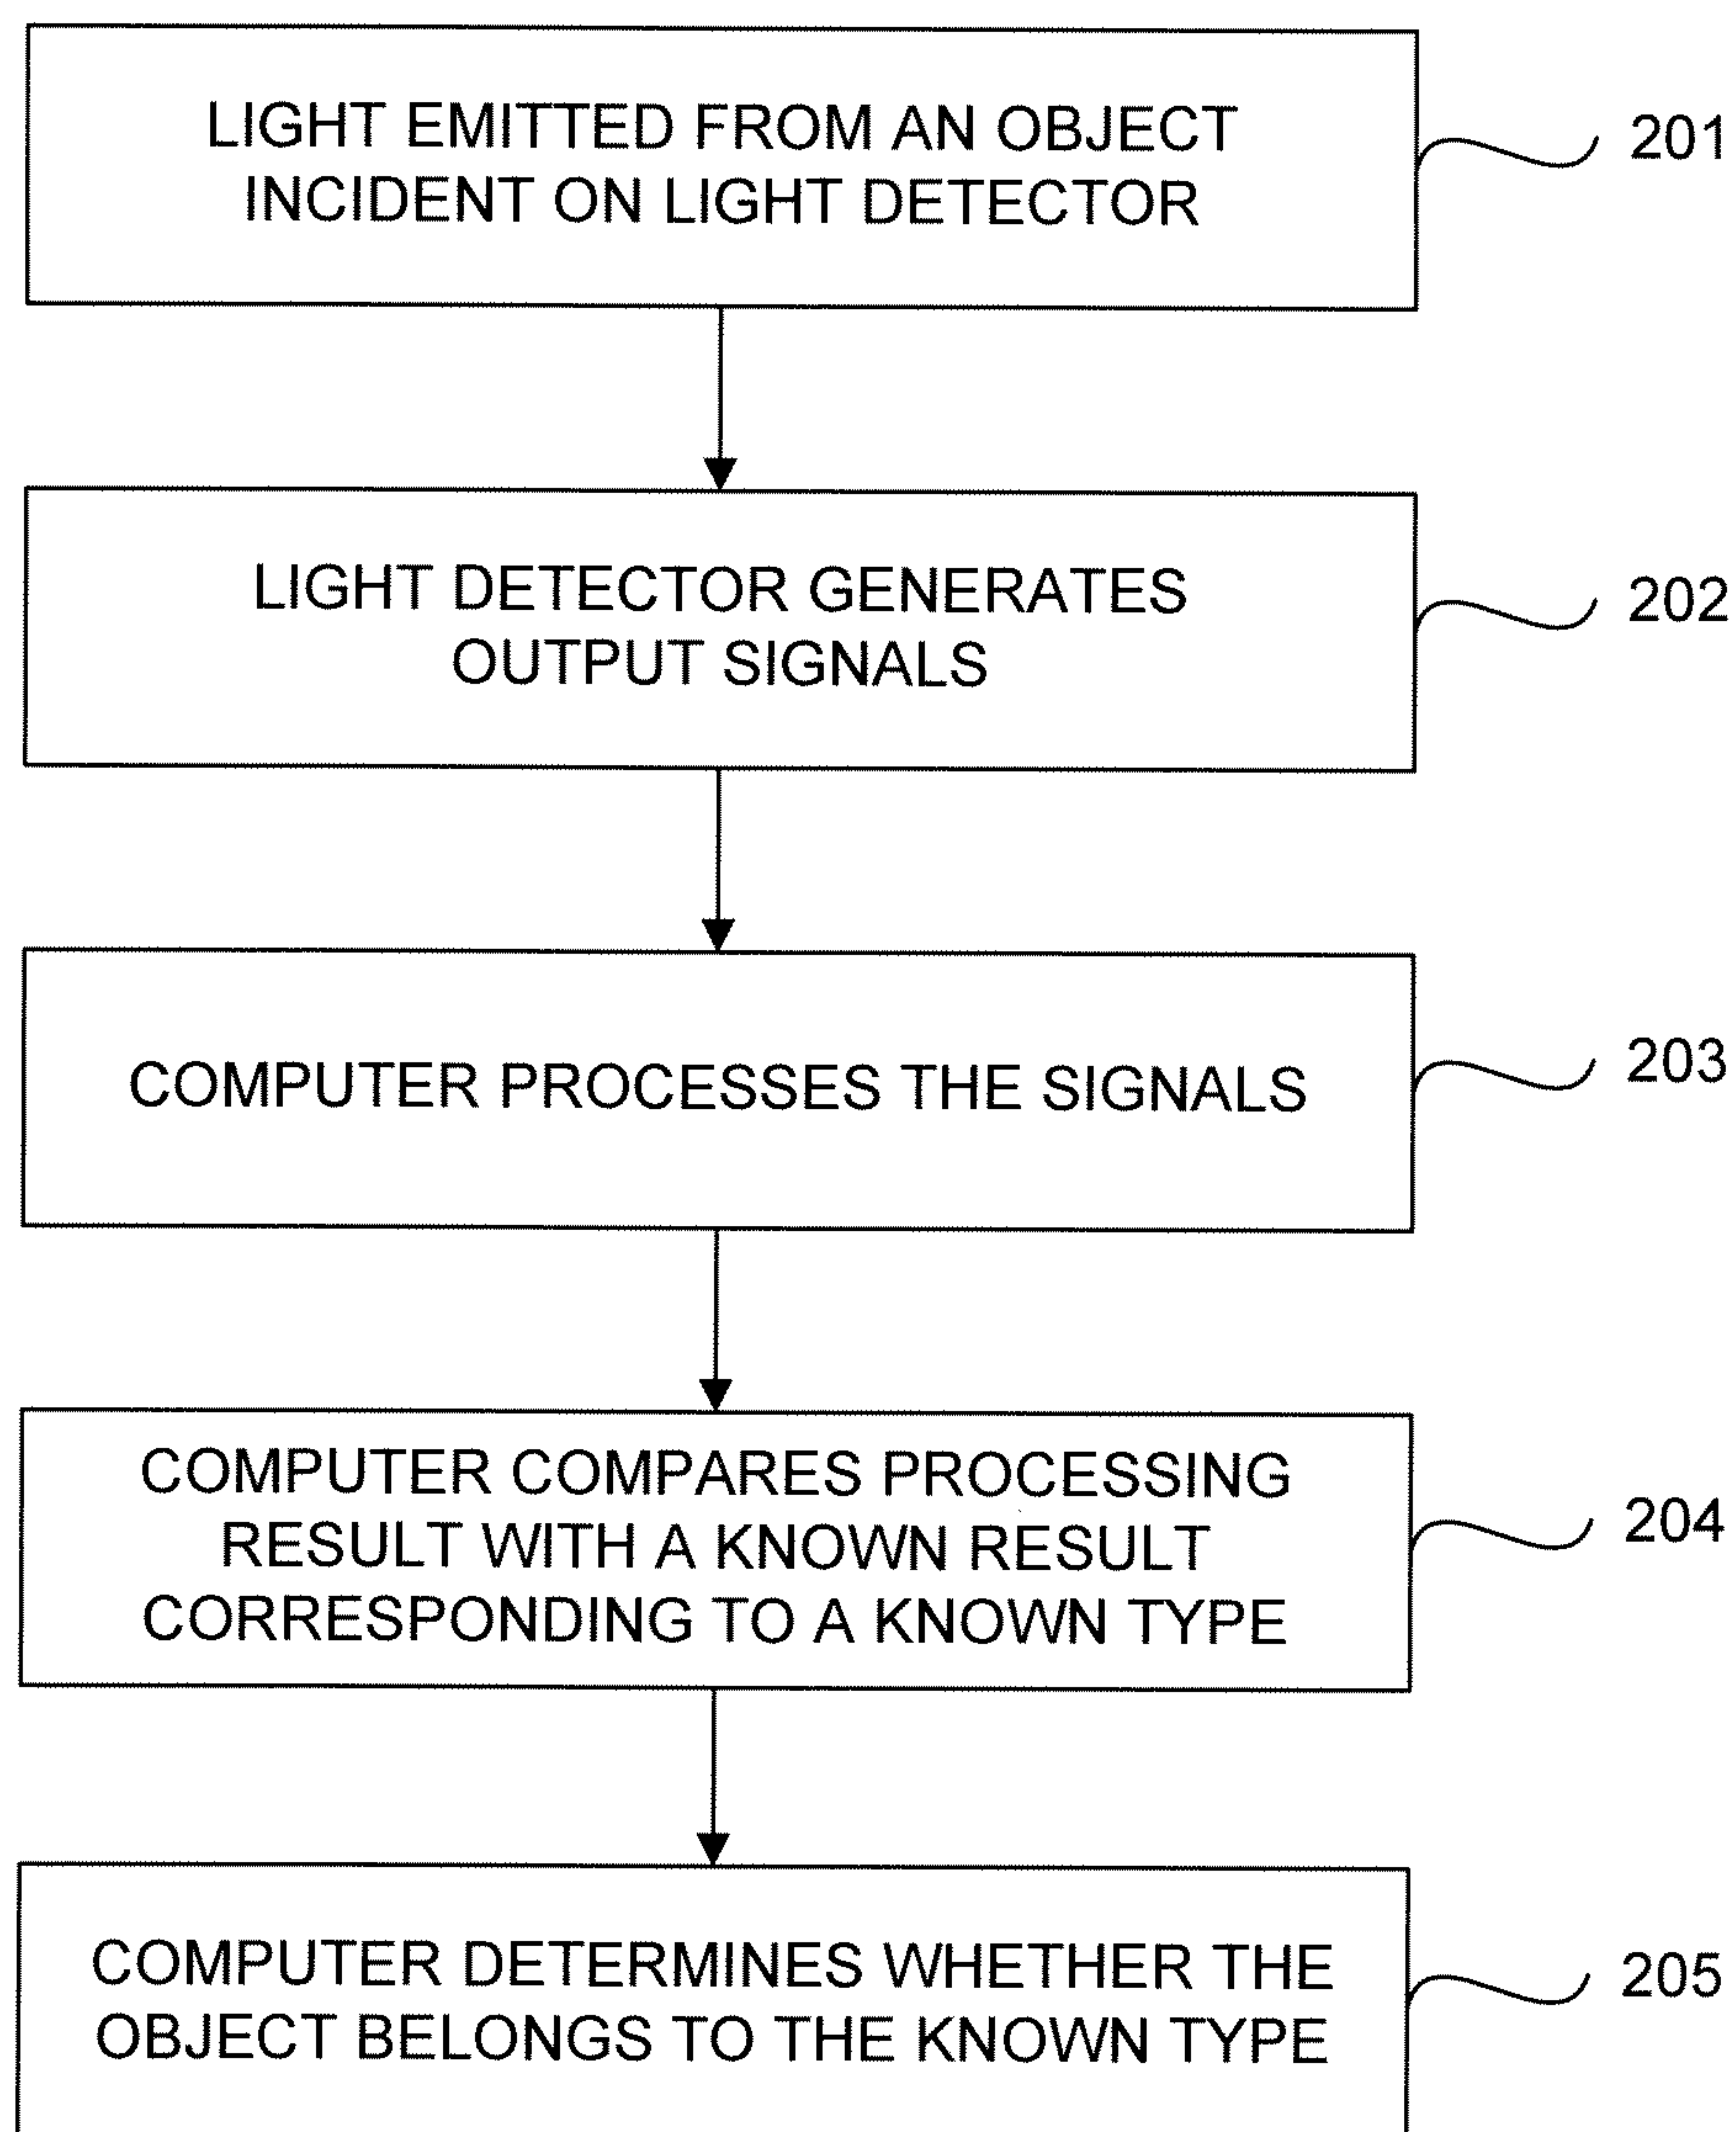 LIGHT EMITTED FROM AN OBJECT
INCIDENT ON LIGHT DETECTOR
201
LIGHT DETECTOR GENERATES
OUTPUT SIGNALS
202
COMPUTER PROCESSES THE SIGNALS
203
COMPUTER COMPARES PROCESSING
RESULT WITH A KNOWN RESULT
CORRESPONDING TO A KNOWN TYPE
204
COMPUTER DETERMINES WHETHER THE
OBJECT BELONGS TO THE KNOWN TYPE
205